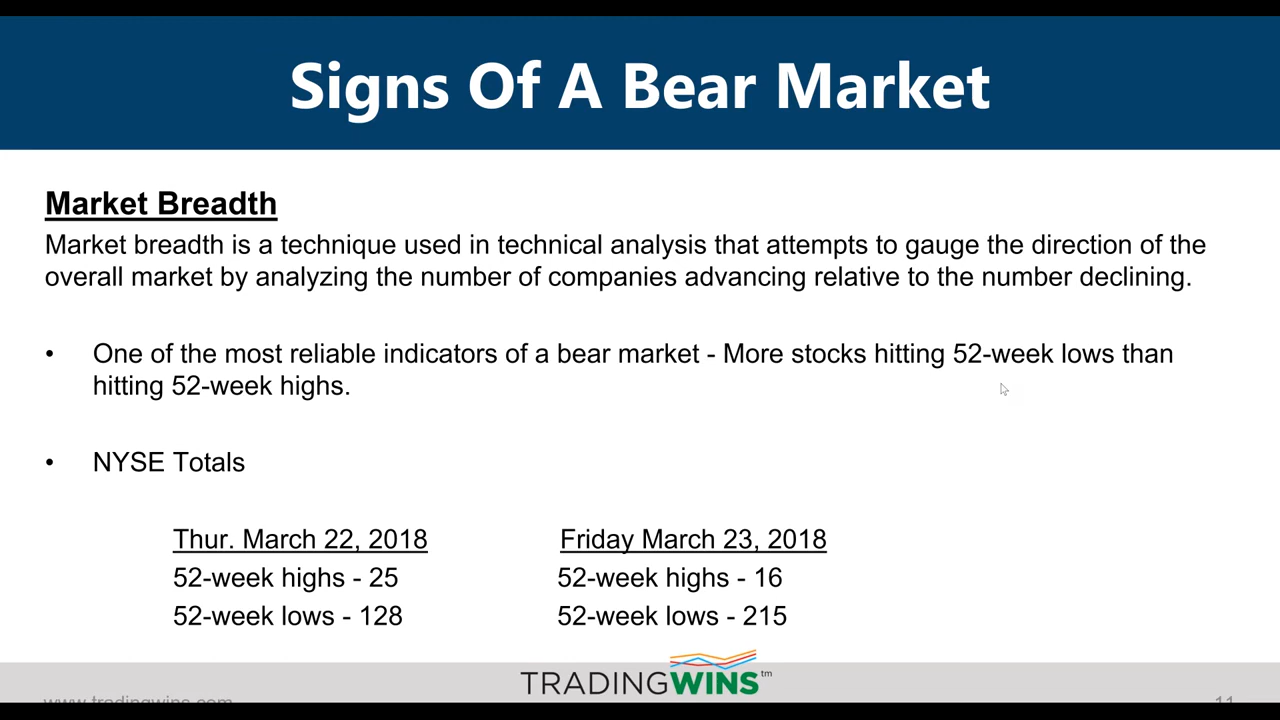 Signs Of A Bear Market
Market Breadth
Market breadth is a technique used in technical analysis that attempts to gauge the direction of the
overall market by analyzing the number of companies advancing relative to the number declining.
• One of the most reliable indicators of a bear market - More stocks hitting 52-week lows than
hitting 52-week highs.
• NYSE Totals
Thur. March 22, 2018 Friday March 23, 2018
52-week highs - 25 52-week highs - 16
52-week lows - 128 52-week lows - 215
TRADINGWINS™
www.tradingwins.com 11